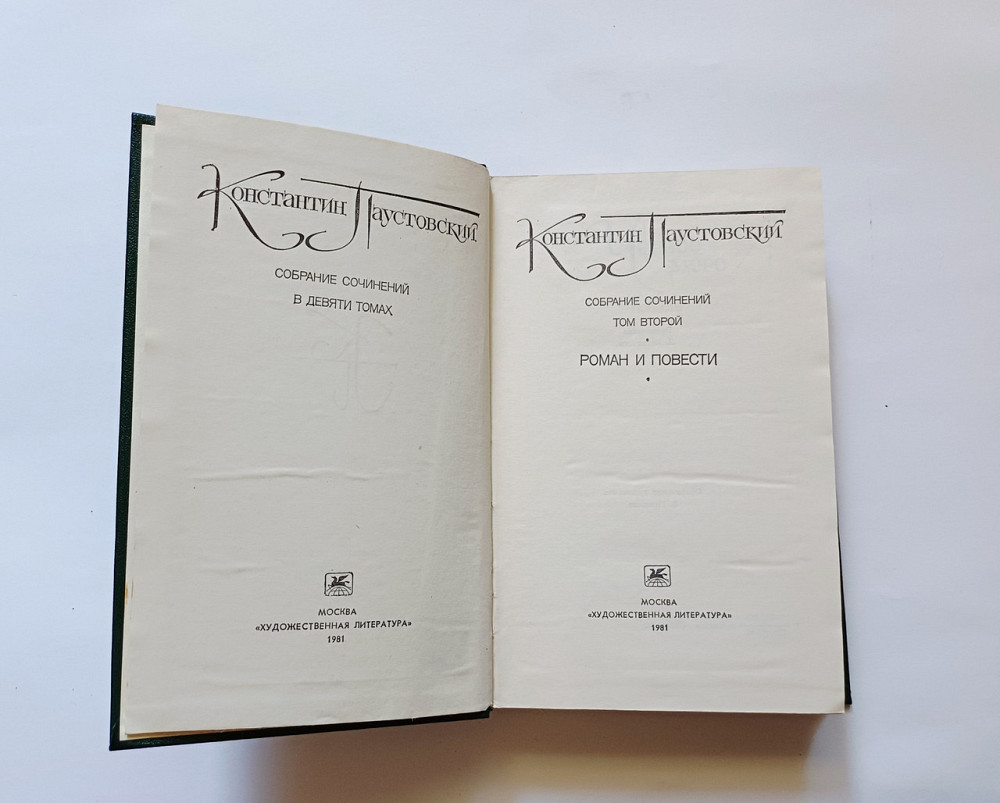 Константин Паустовский
СОБРАНИЕ СОЧИНЕНИЙ
В ДЕВЯТИ ТОМАХ
МОСКВА
«ХУДОЖЕСТВЕННАЯ ЛИТЕРАТУРА»
1981
Константин Паустовский
СОБРАНИЕ СОЧИНЕНИЙ
ТОМ ВТОРОЙ
РОМАН И ПОВЕСТИ
МОСКВА
«ХУДОЖЕСТВЕННАЯ ЛИТЕРАТУРА»
1981